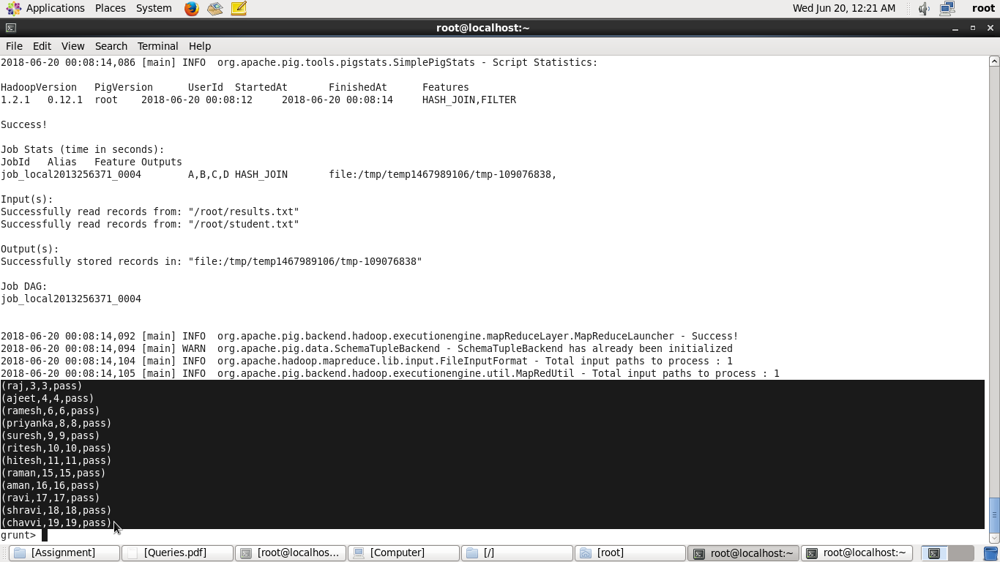 Applications Places System Wed Jun 20, 12:21 AM root
root@localhost:~
File Edit View Search Terminal Help
2018-06-20 00:08:14,086 [main] INFO  org.apache.pig.tools.pigstats.SimplePigStats - Script Statistics:
HadoopVersion   PigVersion      UserId  StartedAt       FinishedAt      Features
1.2.1   0.12.1  root    2018-06-20 00:08:12     2018-06-20 00:08:14     HASH_JOIN,FILTER
Success!
Job Stats (time in seconds):
JobId   Alias   Feature Outputs
job_local2013256371_0004        A,B,C,D HASH_JOIN       file:/tmp/temp1467989106/tmp-109076838,
Input(s):
Successfully read records from: "/root/results.txt"
Successfully read records from: "/root/student.txt"
Output(s):
Successfully stored records in: "file:/tmp/temp1467989106/tmp-109076838"
Job DAG:
job_local2013256371_0004
2018-06-20 00:08:14,092 [main] INFO  org.apache.pig.backend.hadoop.executionengine.mapReduceLayer.MapReduceLauncher - Success!
2018-06-20 00:08:14,094 [main] WARN  org.apache.pig.data.SchemaTupleBackend - SchemaTupleBackend has already been initialized
2018-06-20 00:08:14,104 [main] INFO  org.apache.hadoop.mapreduce.lib.input.FileInputFormat - Total input paths to process : 1
2018-06-20 00:08:14,105 [main] INFO  org.apache.pig.backend.hadoop.executionengine.util.MapRedUtil - Total input paths to process : 1
(raj,3,3,pass)
(ajeet,4,4,pass)
(ramesh,6,6,pass)
(priyanka,8,8,pass)
(suresh,9,9,pass)
(ritesh,10,10,pass)
(hitesh,11,11,pass)
(raman,15,15,pass)
(aman,16,16,pass)
(ravi,17,17,pass)
(shravi,18,18,pass)
(chavvi,19,19,pass)
grunt>
[Assignment] [Queries.pdf] [root@localhos... [Computer] [/] [root] root@localhost:~ root@localhost:~